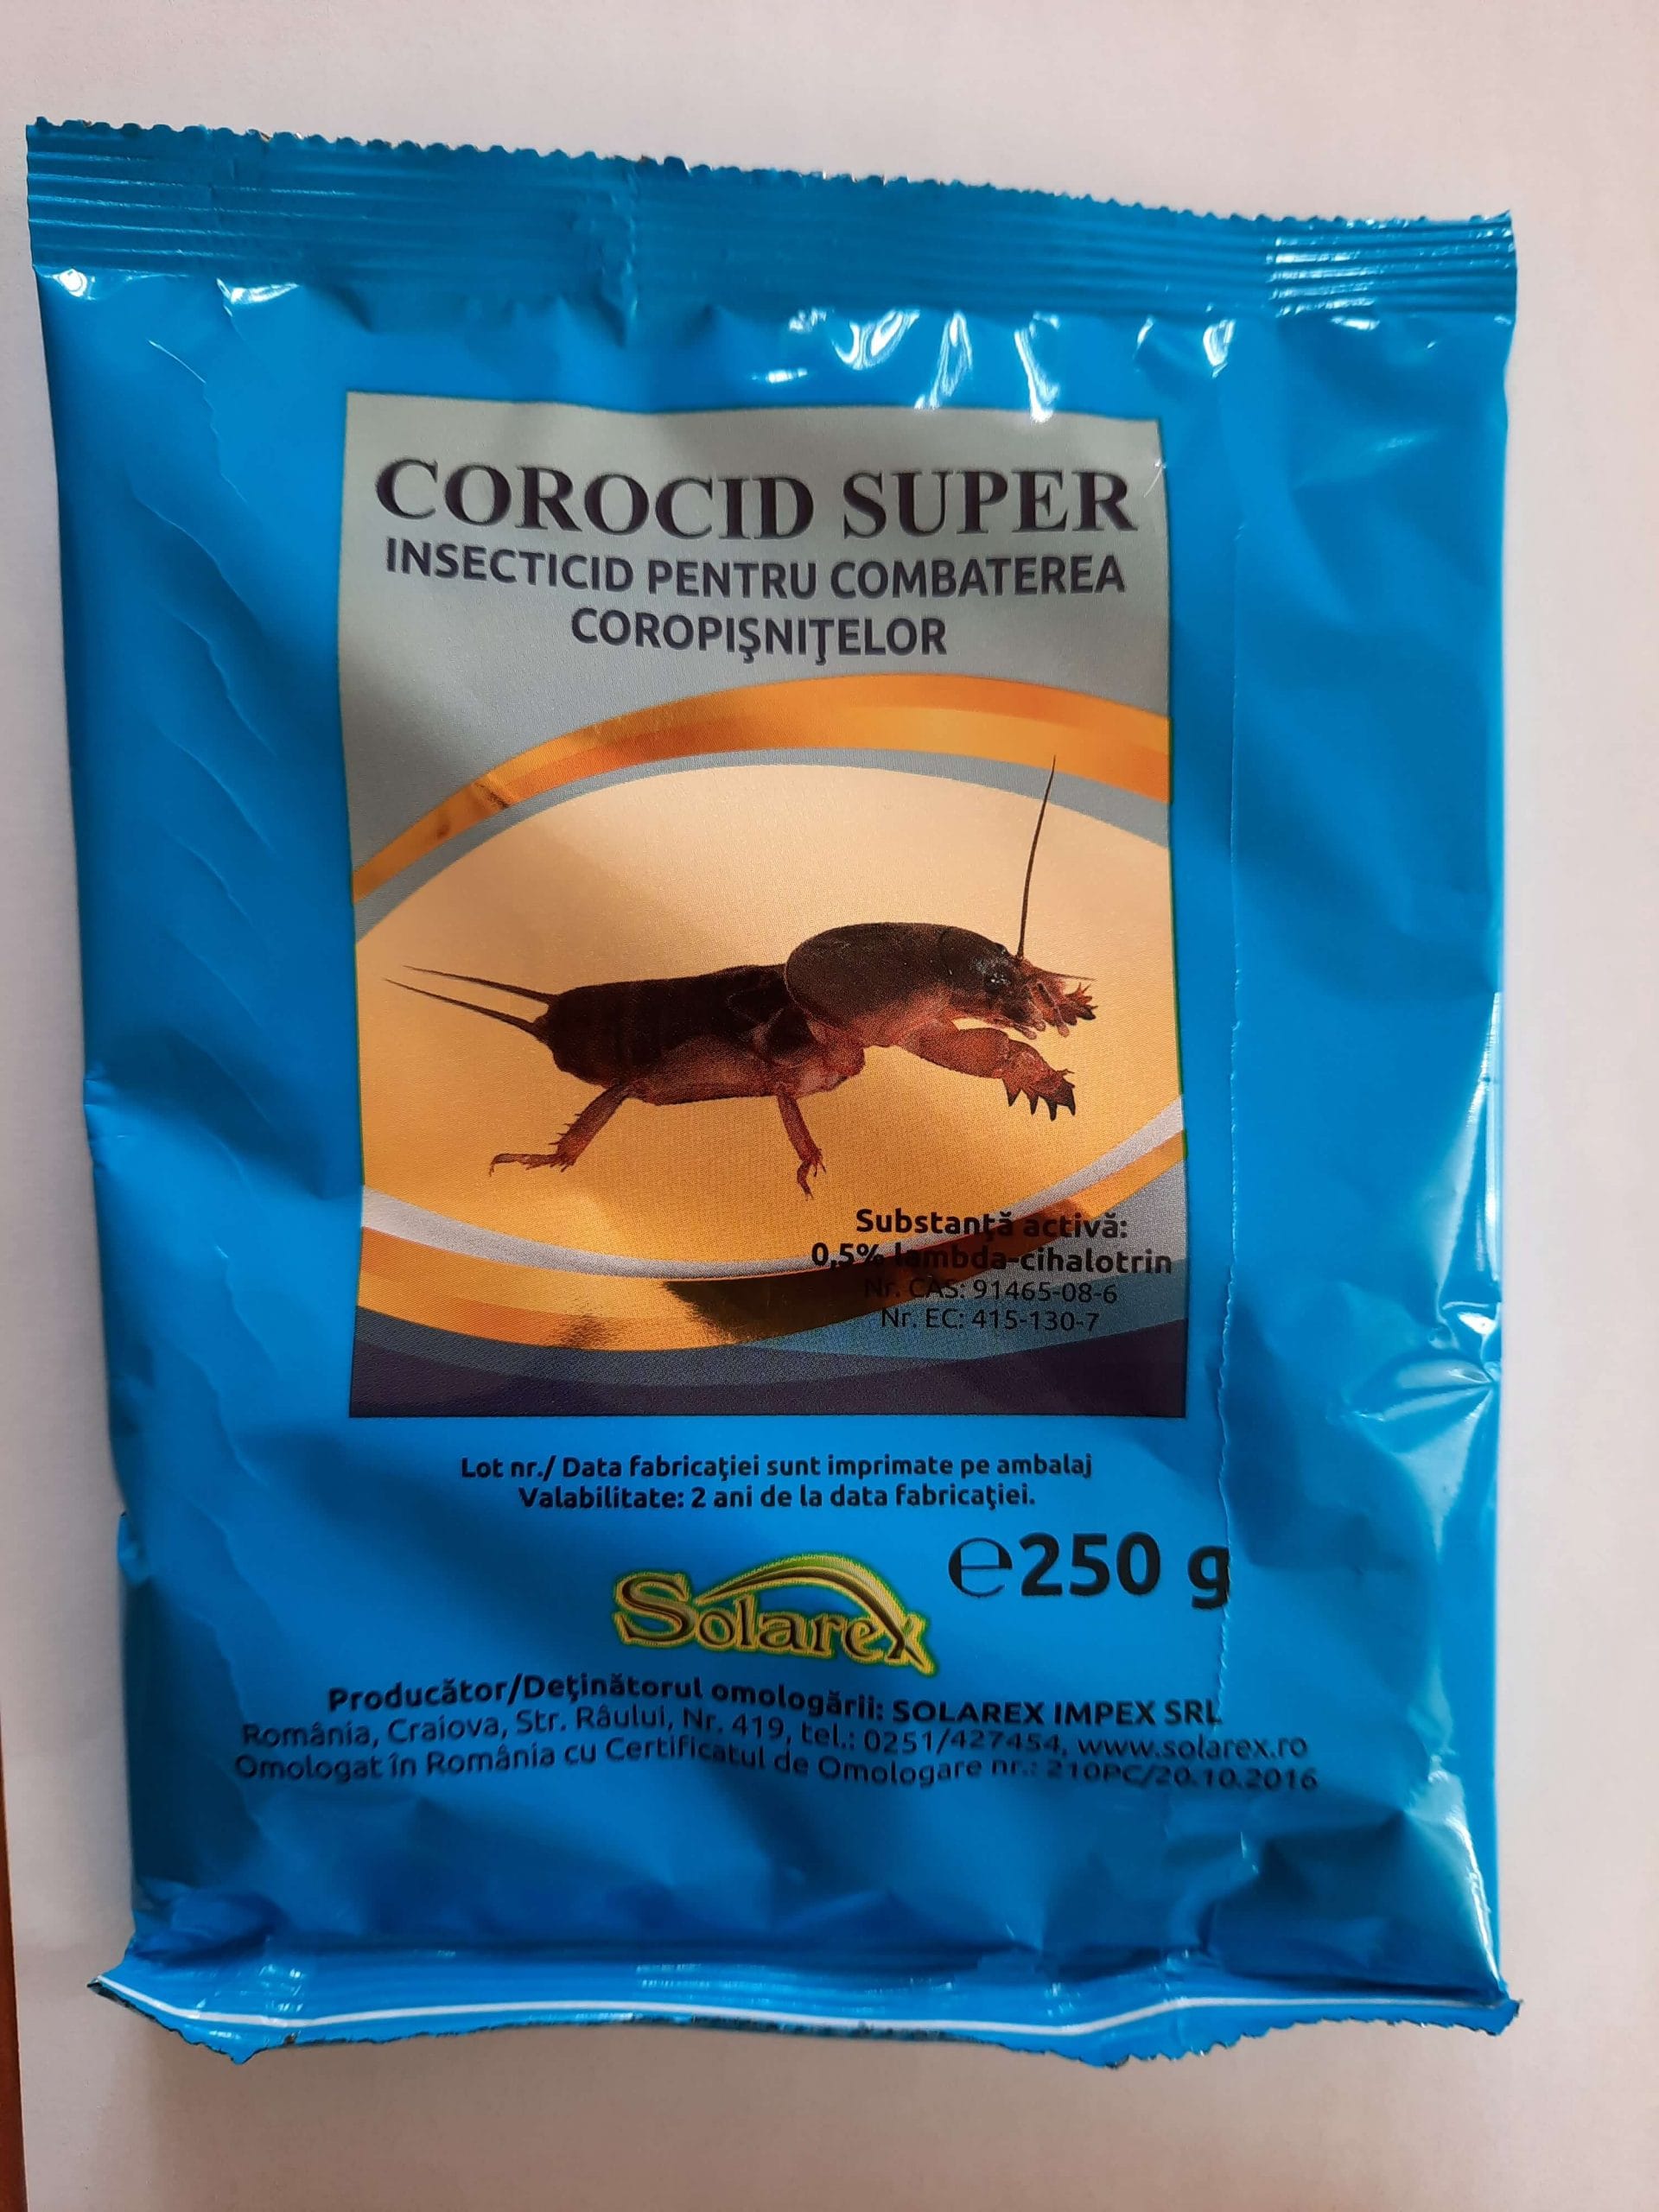 COROCID SUPER
INSECTICID PENTRU COMBATEREA
COROPIŞNIŢELOR
Substanţă activă:
0,5% lambda-cihalotrin
Nr. CAS: 91465-08-6
Nr. EC: 415-130-7
Lot nr./ Data fabricaţiei sunt imprimate pe ambalaj
Valabilitate: 2 ani de la data fabricaţiei.
℮250 g
Solarex
Producător/Deţinătorul omologării: SOLAREX IMPEX SRL
România, Craiova, Str. Râului, Nr. 419, tel.: 0251/427454, www.solarex.ro
Omologat în România cu Certificatul de Omologare nr.: 210PC/20.10.2016